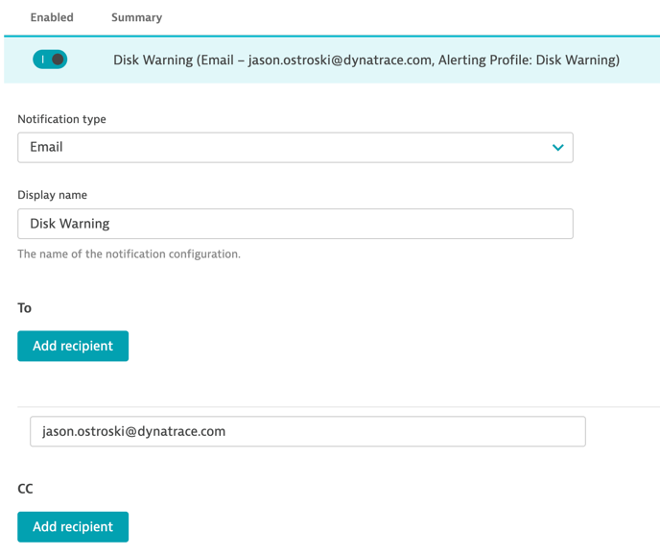 Enabled Summary
Disk Warning (Email – jason.ostroski@dynatrace.com, Alerting Profile: Disk Warning)
Notification type
Email
Display name
Disk Warning
The name of the notification configuration.
To
Add recipient
jason.ostroski@dynatrace.com
CC
Add recipient